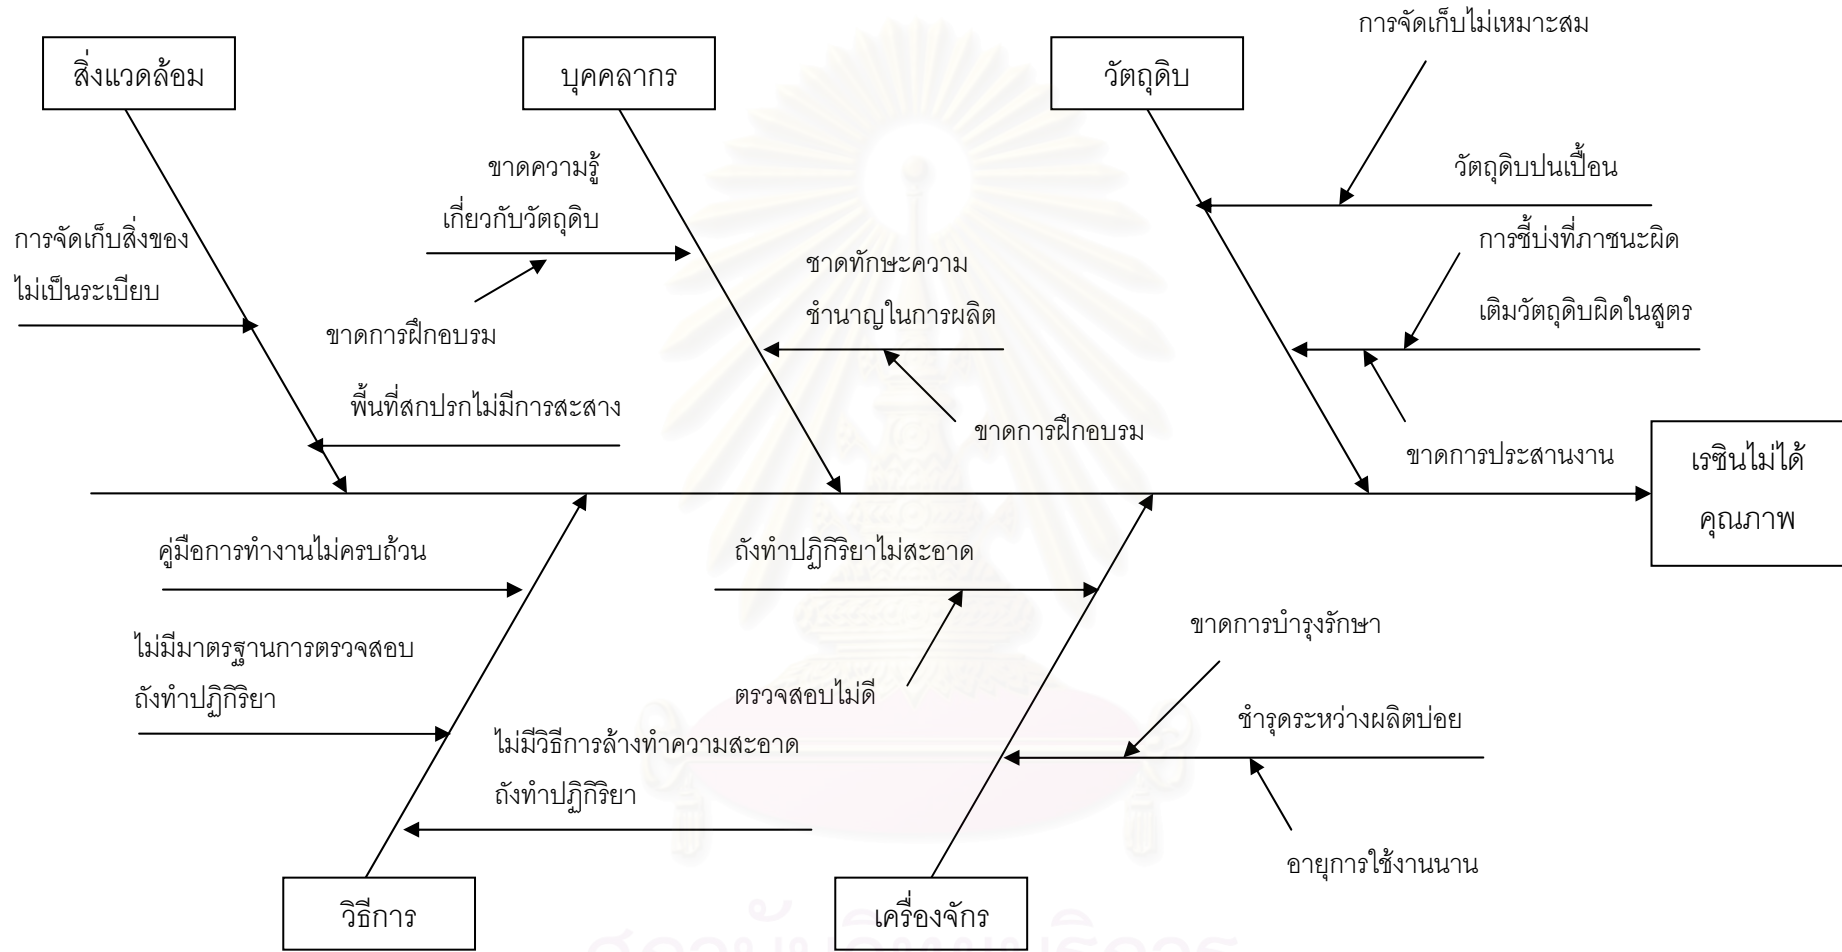 การจัดเก็บไม่เหมาะสม
สิ่งแวดล้อม
บุคคลากร
วัตถุดิบ
ขาดความรู้
เกี่ยวกับวัตถุดิบ
วัตถุดิบปนเปื้อน
การจัดเก็บสิ่งของ
ไม่เป็นระเบียบ
ชาดทักษะความ
ชำนาญในการผลิต
การชี้บ่งที่ภาชนะผิด
เติมวัตถุดิบผิดในสูตร
ขาดการฝึกอบรม
พื้นที่สกปรกไม่มีการสะสาง
ขาดการฝึกอบรม
ขาดการประสานงาน
เรซินไม่ได้
คุณภาพ
คู่มือการทำงานไม่ครบถ้วน
ถังทำปฏิกิริยาไม่สะอาด
ขาดการบำรุงรักษา
ไม่มีมาตรฐานการตรวจสอบ
ถังทำปฏิกิริยา
ตรวจสอบไม่ดี
ชำรุดระหว่างผลิตบ่อย
ไม่มีวิธีการล้างทำความสะอาด
ถังทำปฏิกิริยา
อายุการใช้งานนาน
วิธีการ
เครื่องจักร